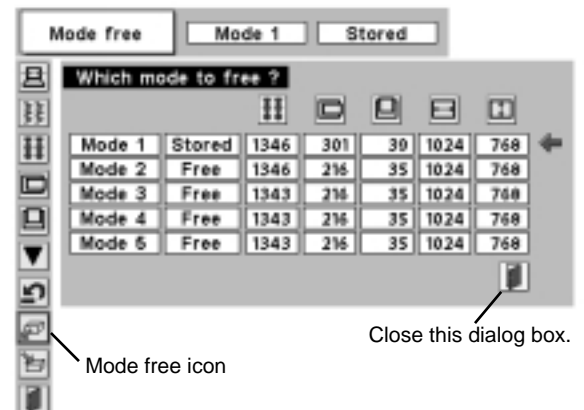 Mode free Mode 1 Stored
Which mode to free ?
Mode 1 Stored 1346 301 39 1024 768
Mode 2 Free 1346 216 35 1024 768
Mode 3 Free 1343 216 35 1024 768
Mode 4 Free 1343 216 35 1024 768
Mode 5 Free 1343 216 35 1024 768
Close this dialog box.
Mode free icon